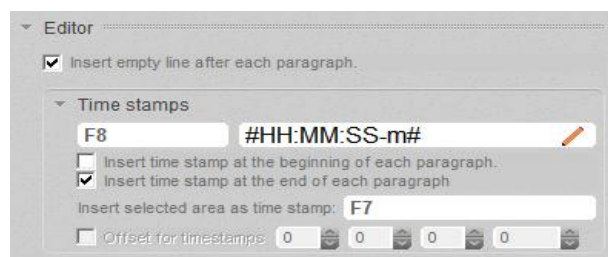 Editor
Insert empty line after each paragraph.
Time stamps
F8 #HH:MM:SS-m#
Insert time stamp at the beginning of each paragraph.
Insert time stamp at the end of each paragraph
Insert selected area as time stamp: F7
Offset for timestamps 0 0 0 0